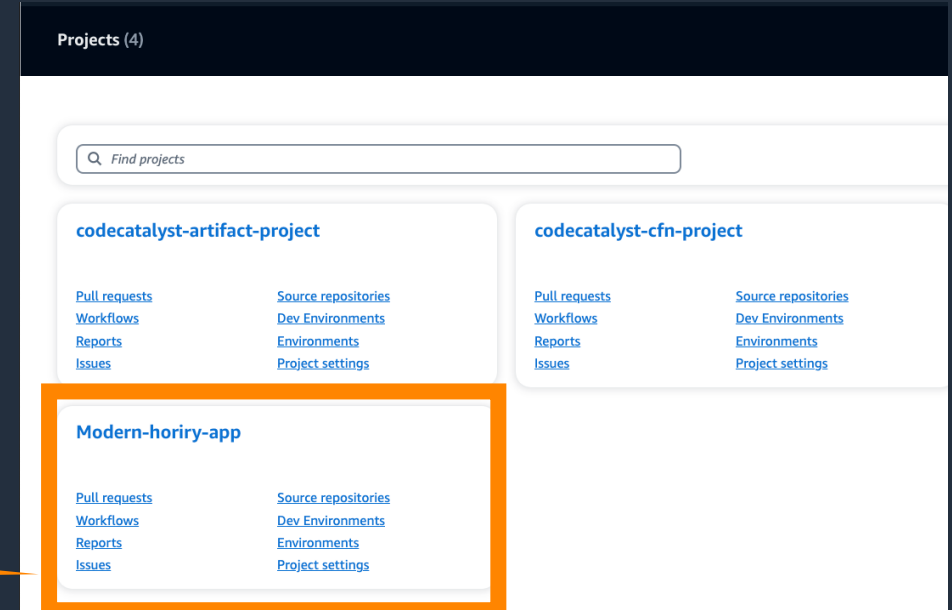 Projects (4)
Find projects
codecatalyst-artifact-project
Pull requests
Source repositories
Workflows
Dev Environments
Reports
Environments
Issues
Project settings
codecatalyst-cfn-project
Pull requests
Source repositories
Workflows
Dev Environments
Reports
Environments
Issues
Project settings
Modern-horiry-app
Pull requests
Source repositories
Workflows
Dev Environments
Reports
Environments
Issues
Project settings